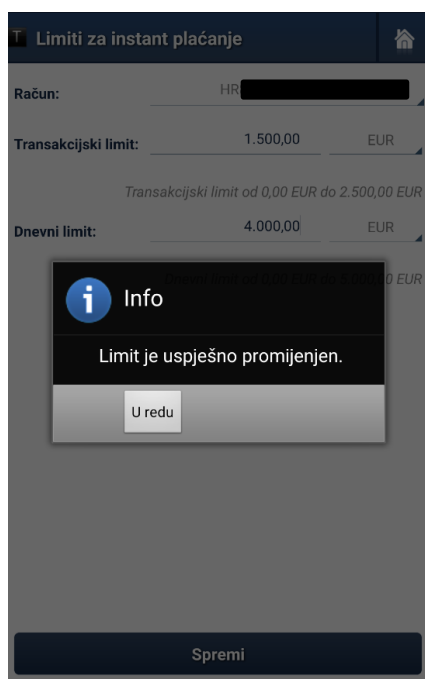 T Limiti za instant plaćanje
Račun: HR
Transakcijski limit: 1.500,00 EUR
Transakcijski limit od 0,00 EUR do 2.500,00 EUR
Dnevni limit: 4.000,00 EUR
EUR
Info
Limit je uspješno promijenjen.
U redu
Spremi